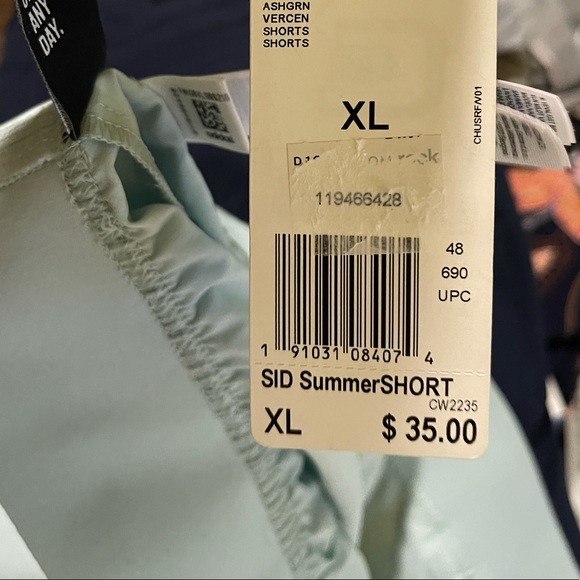 ANY
DAY.
ASHGRN
VERCEN
SHORTS
SHORTS
CHUSRF/V01
XL
rack
119466428
48
690
UPC
1 91031 08407 4
SID SummerSHORT
CW2235
XL
$ 35.00